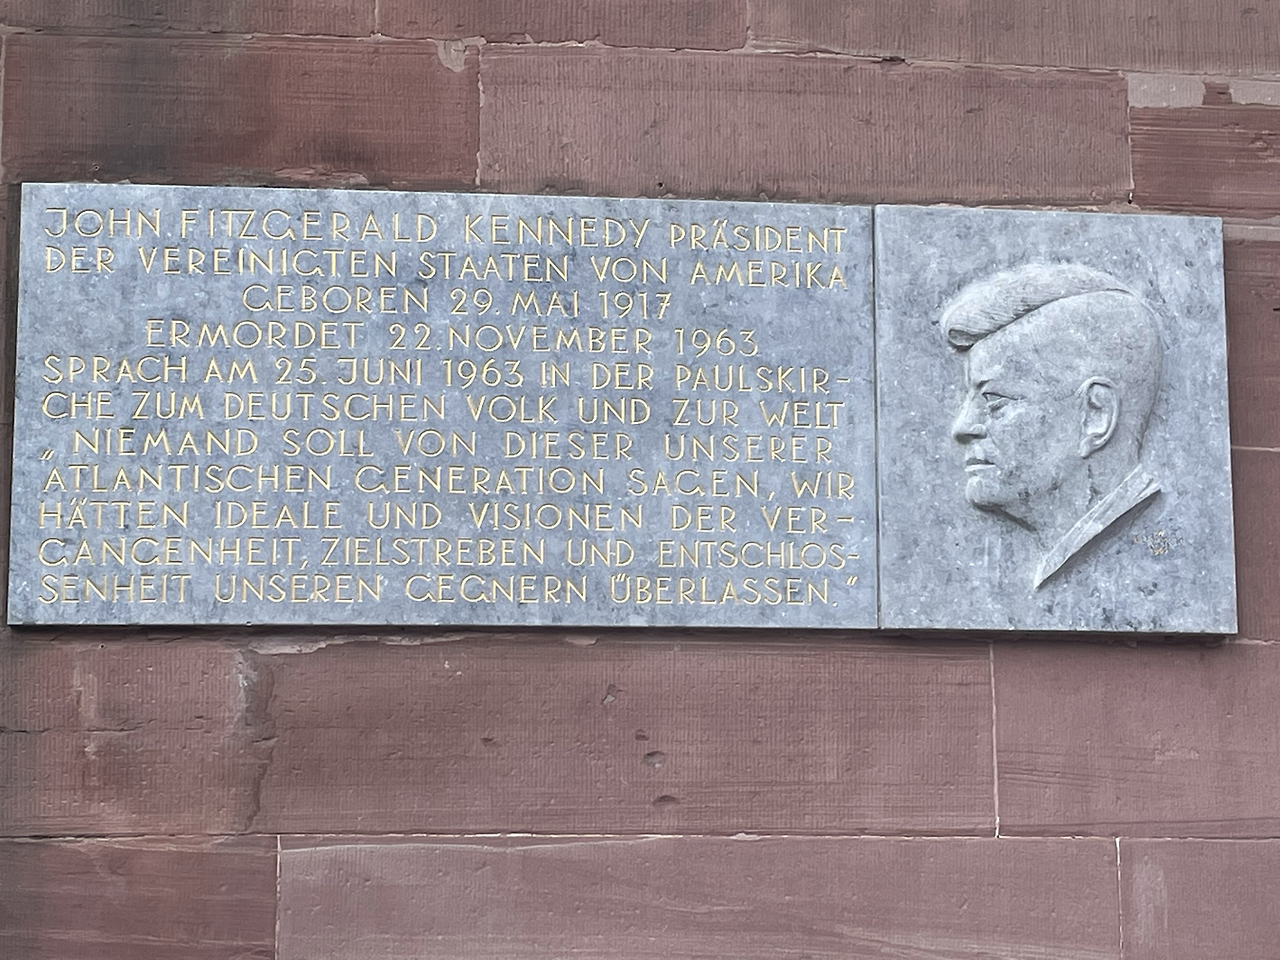 JOHN FITZGERALD KENNEDY PRÄSIDENT
DER VEREINIGTEN STAATEN VON AMERIKA
GEBOREN 29. MAI 1917
ERMORDET 22. NOVEMBER 1963
SPRACH AM 25. JUNI 1963 IN DER PAULSKIR-
CHE ZUM DEUTSCHEN VOLK UND ZUR WELT
„NIEMAND SOLL VON DIESER UNSERER
ATLANTISCHEN GENERATION SAGEN, WIR
HÄTTEN IDEALE UND VISIONEN DER VER-
GANGENHEIT, ZIELSTREBEN UND ENTSCHLOS-
SENHEIT UNSEREN GEGNERN ÜBERLASSEN.“